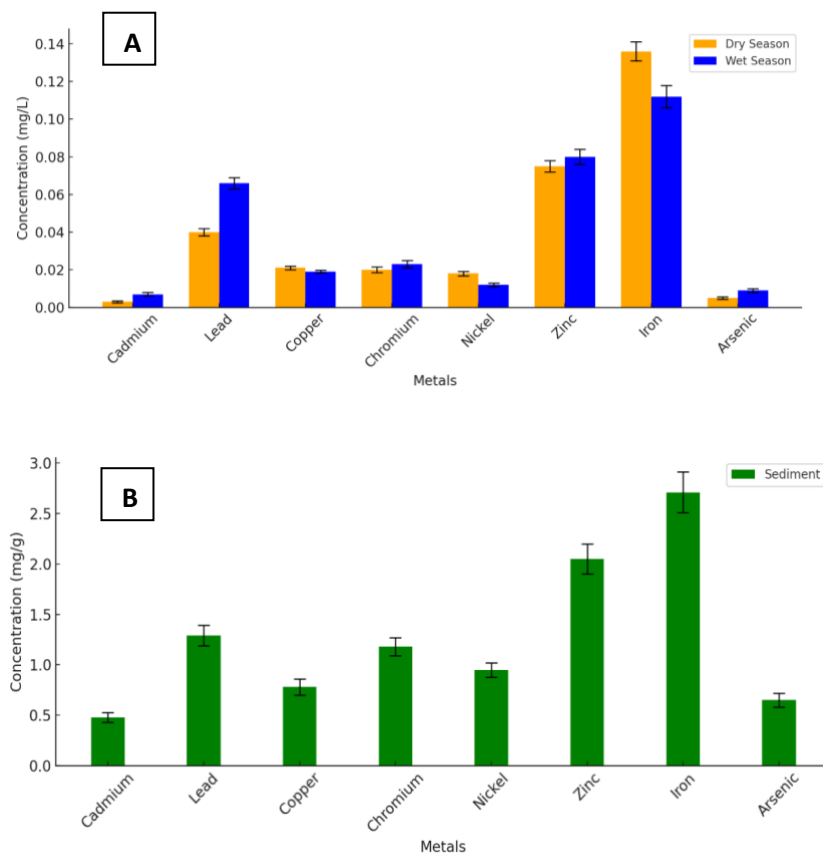 A
Dry Season
Wet Season
Concentration (mg/L)
0.14
0.12
0.10
0.08
0.06
0.04
0.02
0.00
Cadmium
Lead
Copper
Chromium
Nickel
Zinc
Iron
Arsenic
Metals
B
Sediment
Concentration (mg/g)
3.0
2.5
2.0
1.5
1.0
0.5
0.0
Cadmium
Lead
Copper
Chromium
Nickel
Zinc
Iron
Arsenic
Metals